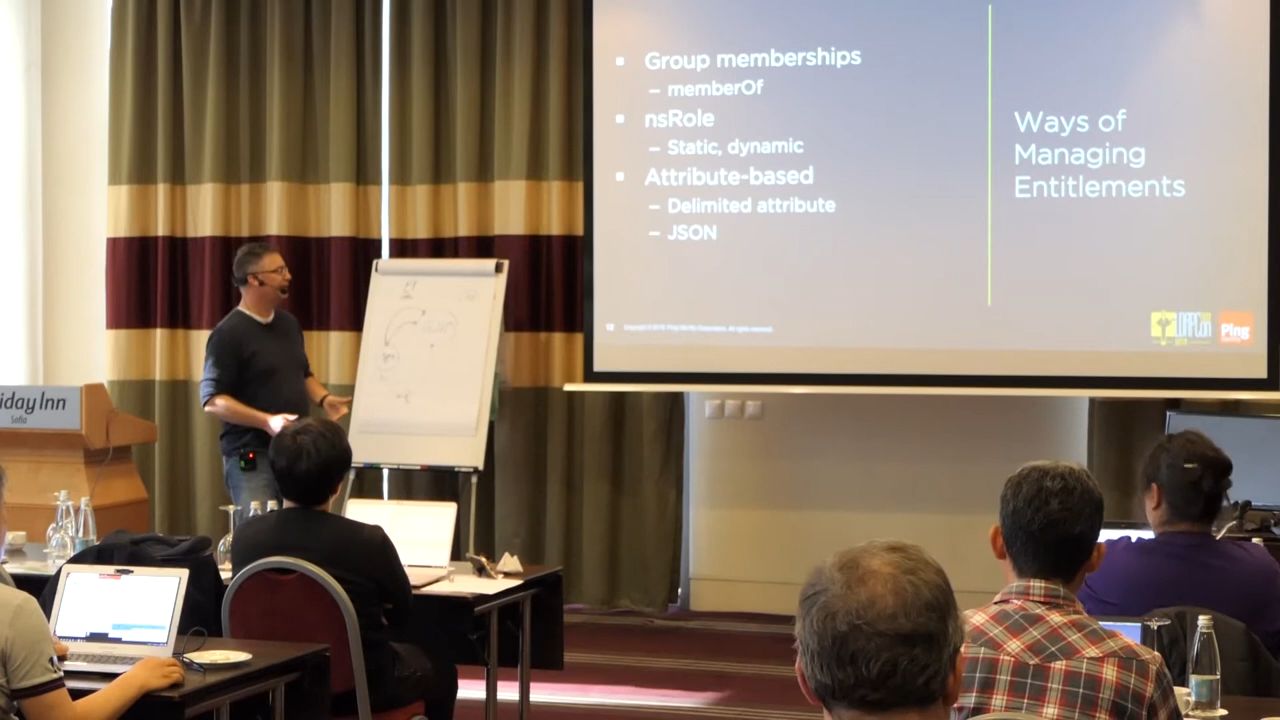 Group memberships
– memberOf
nsRole
– Static, dynamic
Attribute-based
– Delimited attribute
– JSON
Ways of
Managing
Entitlements
LDAPCon
Ping
iday Inn
Sofia